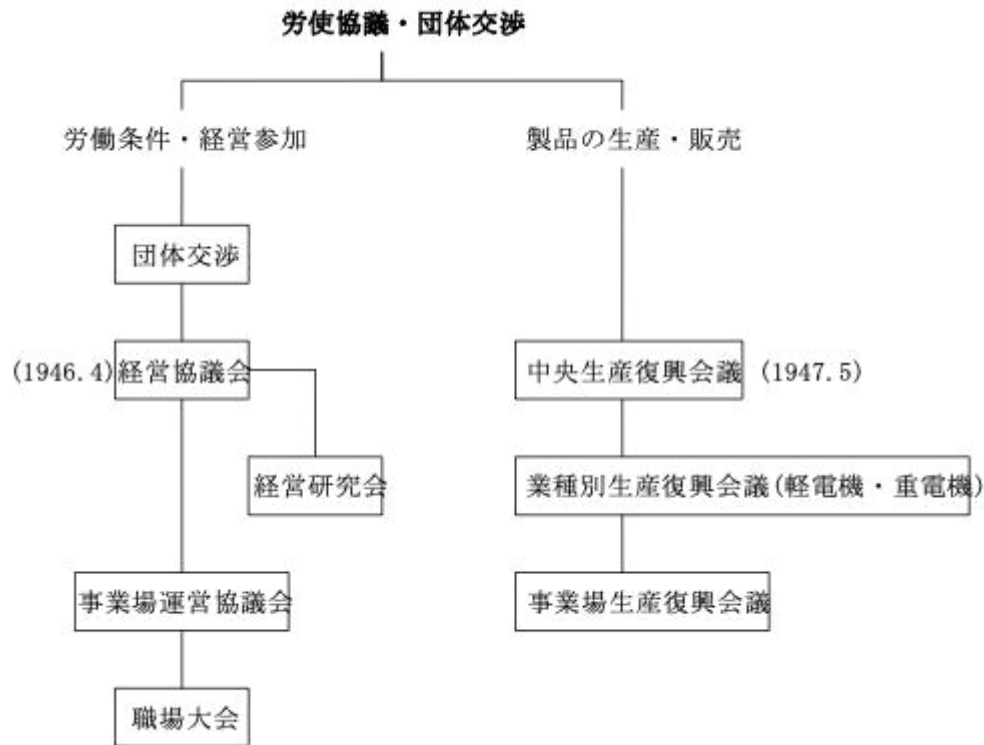 労使協議・団体交渉
労働条件・経営参加
製品の生産・販売
団体交渉
(1946.4)経営協議会
中央生産復興会議 (1947.5)
経営研究会
業種別生産復興会議(軽電機・重電機)
事業場運営協議会
事業場生産復興会議
職場大会